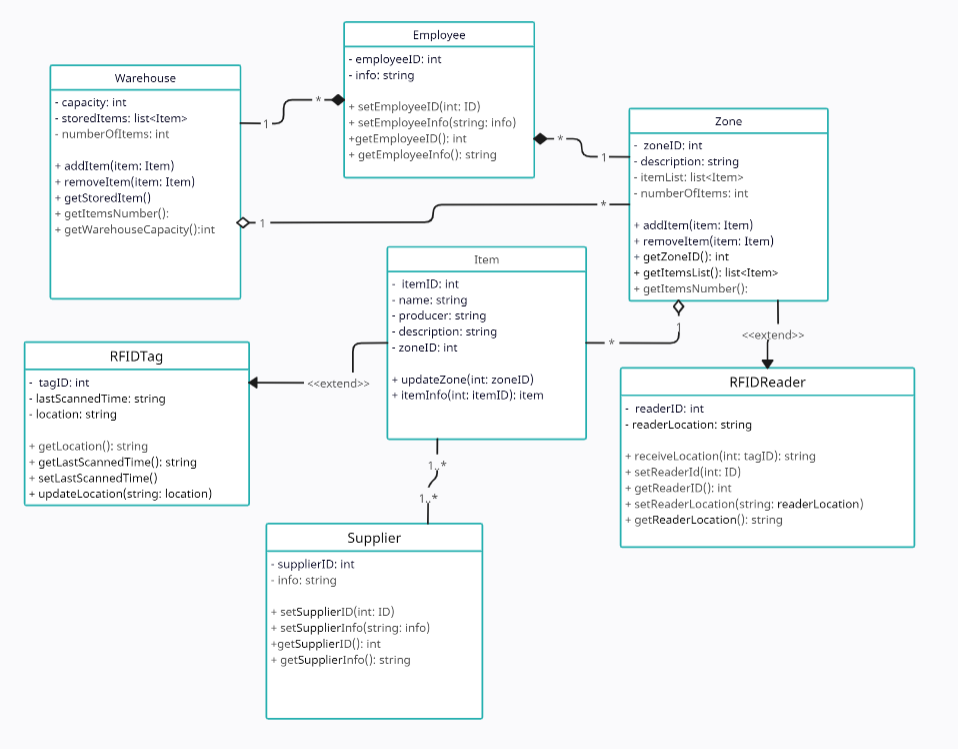 Employee
- employeeID: int
- info: string
+ setEmployeeID(int: ID)
+ setEmployeeInfo(string: info)
+getEmployeeID(): int
+ getEmployeeInfo(): string
Warehouse
- capacity: int
- storedItems: list<Item>
- numberOfItems: int
+ addItem(item: Item)
+ removeItem(item: Item)
+ getStoredItem()
+ getItemsNumber():
+ getWarehouseCapacity():int
1
*
*
1
1
*
Zone
- zoneID: int
- description: string
- itemList: list<Item>
- numberOfItems: int
+ addItem(item: Item)
+ removeItem(item: Item)
+ getZoneID(): int
+ getItemsList(): list<Item>
+ getItemsNumber():
Item
- itemID: int
- name: string
- producer: string
- description: string
- zoneID: int
+ updateZone(int: zoneID)
+ itemInfo(int: itemID): item
*
1
<<extend>>
RFIDTag
- tagID: int
- lastScannedTime: string
- location: string
+ getLocation(): string
+ getLastScannedTime(): string
+ setLastScannedTime()
+ updateLocation(string: location)
<<extend>>
RFIDReader
- readerID: int
- readerLocation: string
+ receiveLocation(int: tagID): string
+ setReaderId(int: ID)
+ getReaderID(): int
+ setReaderLocation(string: readerLocation)
+ getReaderLocation(): string
1..*
1..*
Supplier
- supplierID: int
- info: string
+ setSupplierID(int: ID)
+ setSupplierInfo(string: info)
+getSupplierID(): int
+ getSupplierInfo(): string